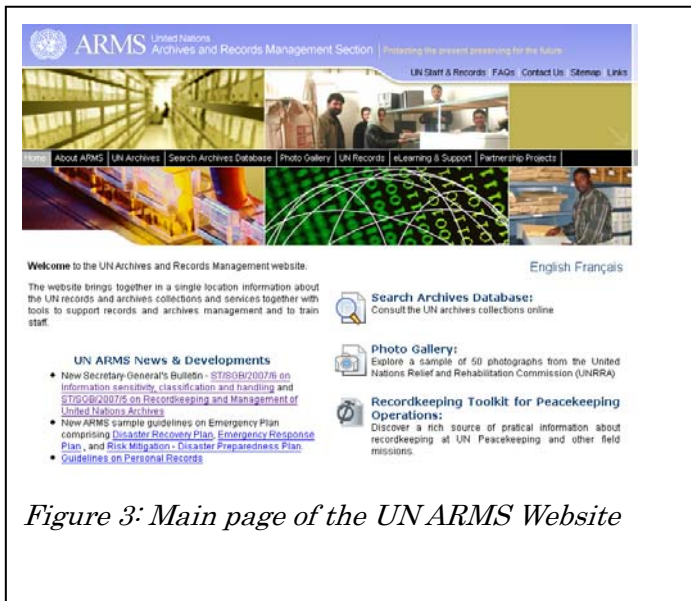 ARMS United Nations
Archives and Records Management Section | Protecting the present preserving for the future
UN Staff & Records FAQs Contact Us Sitemap Links
Home About ARMS UN Archives Search Archives Database Photo Gallery UN Records eLearning & Support Partnership Projects
Welcome to the UN Archives and Records Management website.
The website brings together in a single location information about
the UN records and archives collections and services together with
tools to support records and archives management and to train
staff.
UN ARMS News & Developments
• New Secretary-General's Bulletin - ST/SGB/2007/6 on
Information sensitivity, classification and handling and
ST/SGB/2007/5 on Recordkeeping and Management of
United Nations Archives
• New ARMS sample guidelines on Emergency Plan
comprising Disaster Recovery Plan, Emergency Response
Plan , and Risk Mitigation - Disaster Preparedness Plan.
• Guidelines on Personal Records
English Français
Search Archives Database:
Consult the UN archives collections online
Photo Gallery:
Explore a sample of 50 photographs from the United
Nations Relief and Rehabilitation Commission (UNRRA)
Recordkeeping Toolkit for Peacekeeping
Operations:
Discover a rich source of pratical information about
recordkeeping at UN Peacekeeping and other field
missions.
Figure 3: Main page of the UN ARMS Website